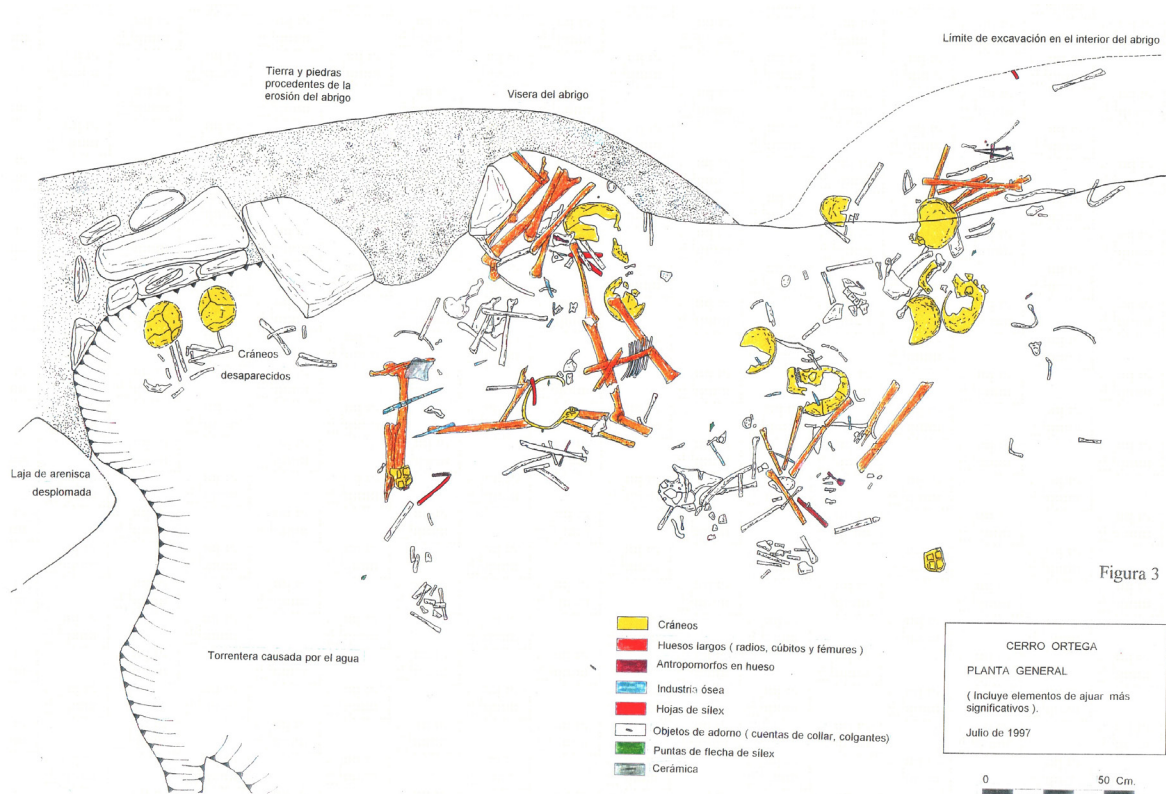 Límite de excavación en el interior del abrigo
Tierra y piedras
procedentes de la
erosión del abrigo
Visera del abrigo
Cráneos
desaparecidos
Laja de arenisca
desplomada
Figura 3
Torrentera causada por el agua
Cráneos
Huesos largos ( radios, cúbitos y fémures )
Antropomorfos en hueso
Industria ósea
Hojas de sílex
Objetos de adorno ( cuentas de collar, colgantes)
Puntas de flecha de sílex
Cerámica
CERRO ORTEGA
PLANTA GENERAL
( Incluye elementos de ajuar más
significativos ).
Julio de 1997
0 50 Cm.